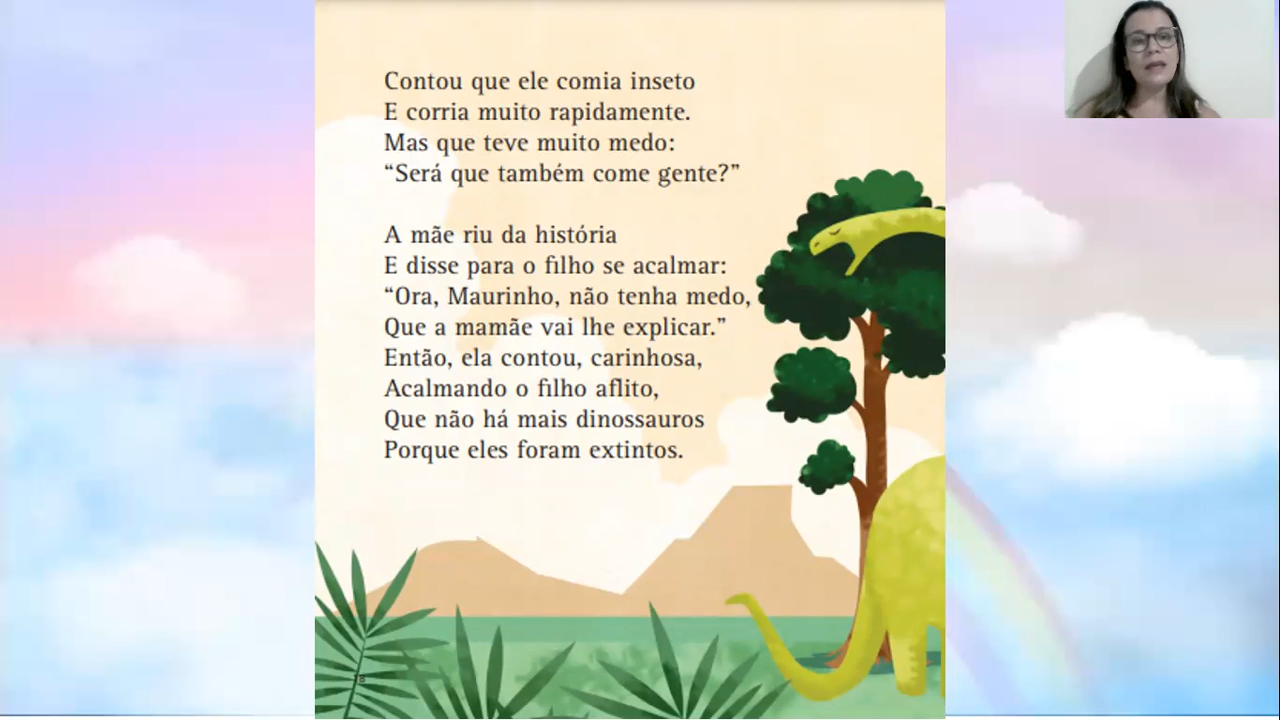 Contou que ele comia inseto
E corria muito rapidamente.
Mas que teve muito medo:
“Será que também come gente?”
A mãe riu da história
E disse para o filho se acalmar:
“Ora, Maurinho, não tenha medo,
Que a mamãe vai lhe explicar.”
Então, ela contou, carinhosa,
Acalmando o filho aflito,
Que não há mais dinossauros
Porque eles foram extintos.